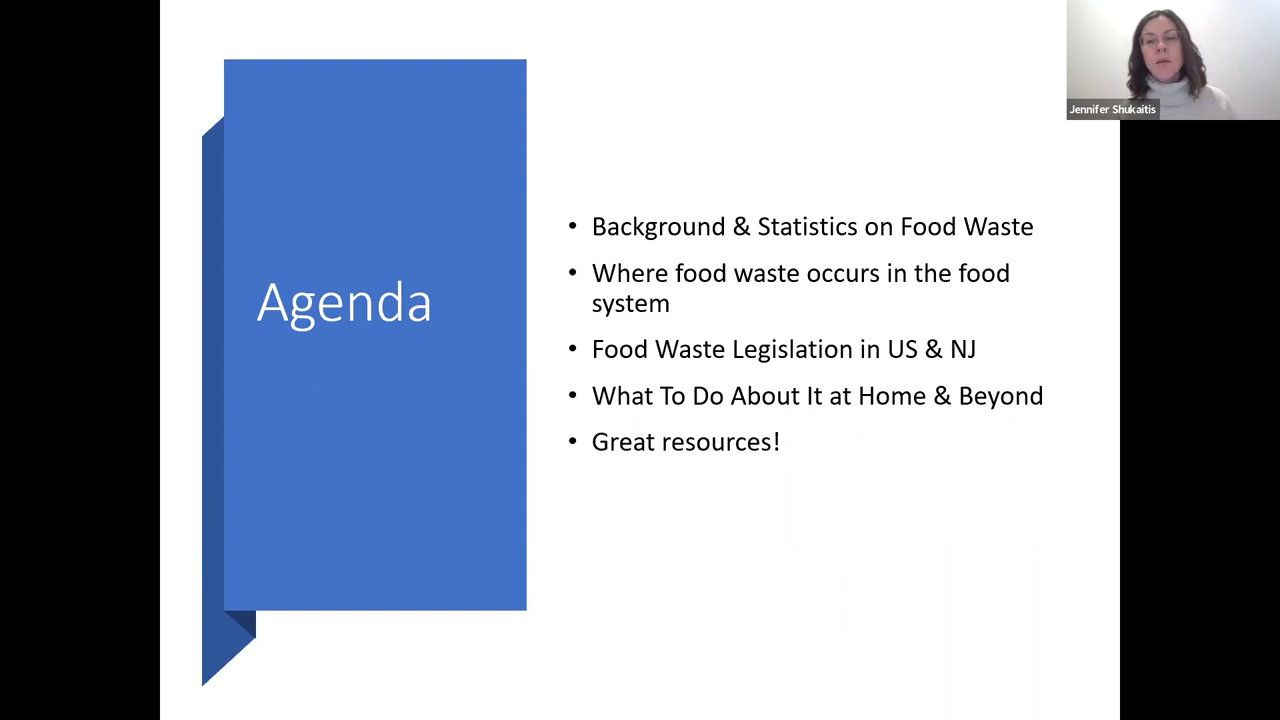 Jennifer Shukaitis
Agenda
• Background & Statistics on Food Waste
• Where food waste occurs in the food
system
• Food Waste Legislation in US & NJ
• What To Do About It at Home & Beyond
• Great resources!